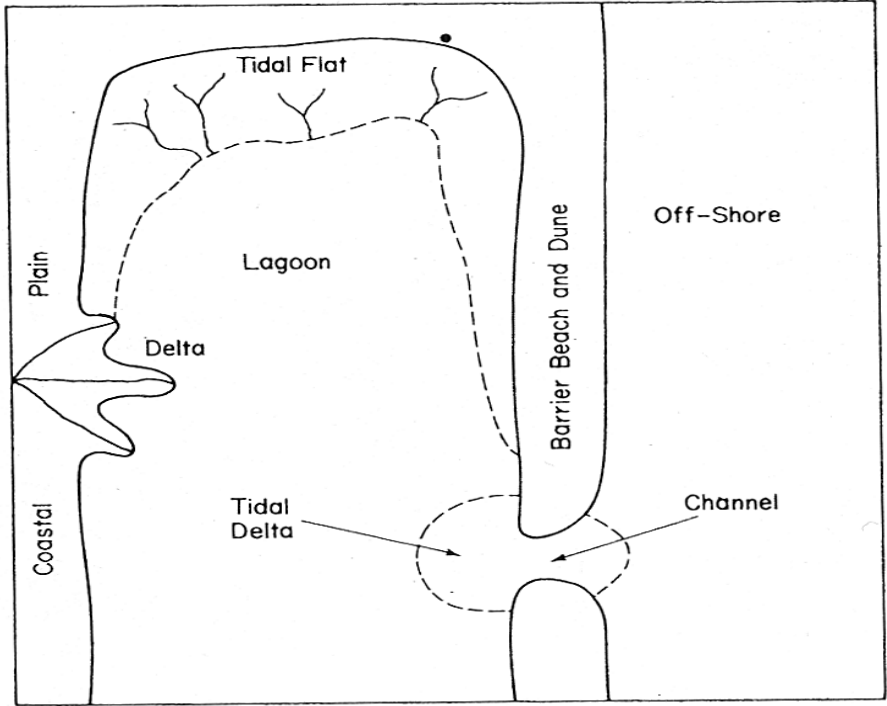 Tidal Flat
Off-Shore
Lagoon
Barrier Beach and Dune
Coastal Plain
Delta
Tidal
Delta
Channel